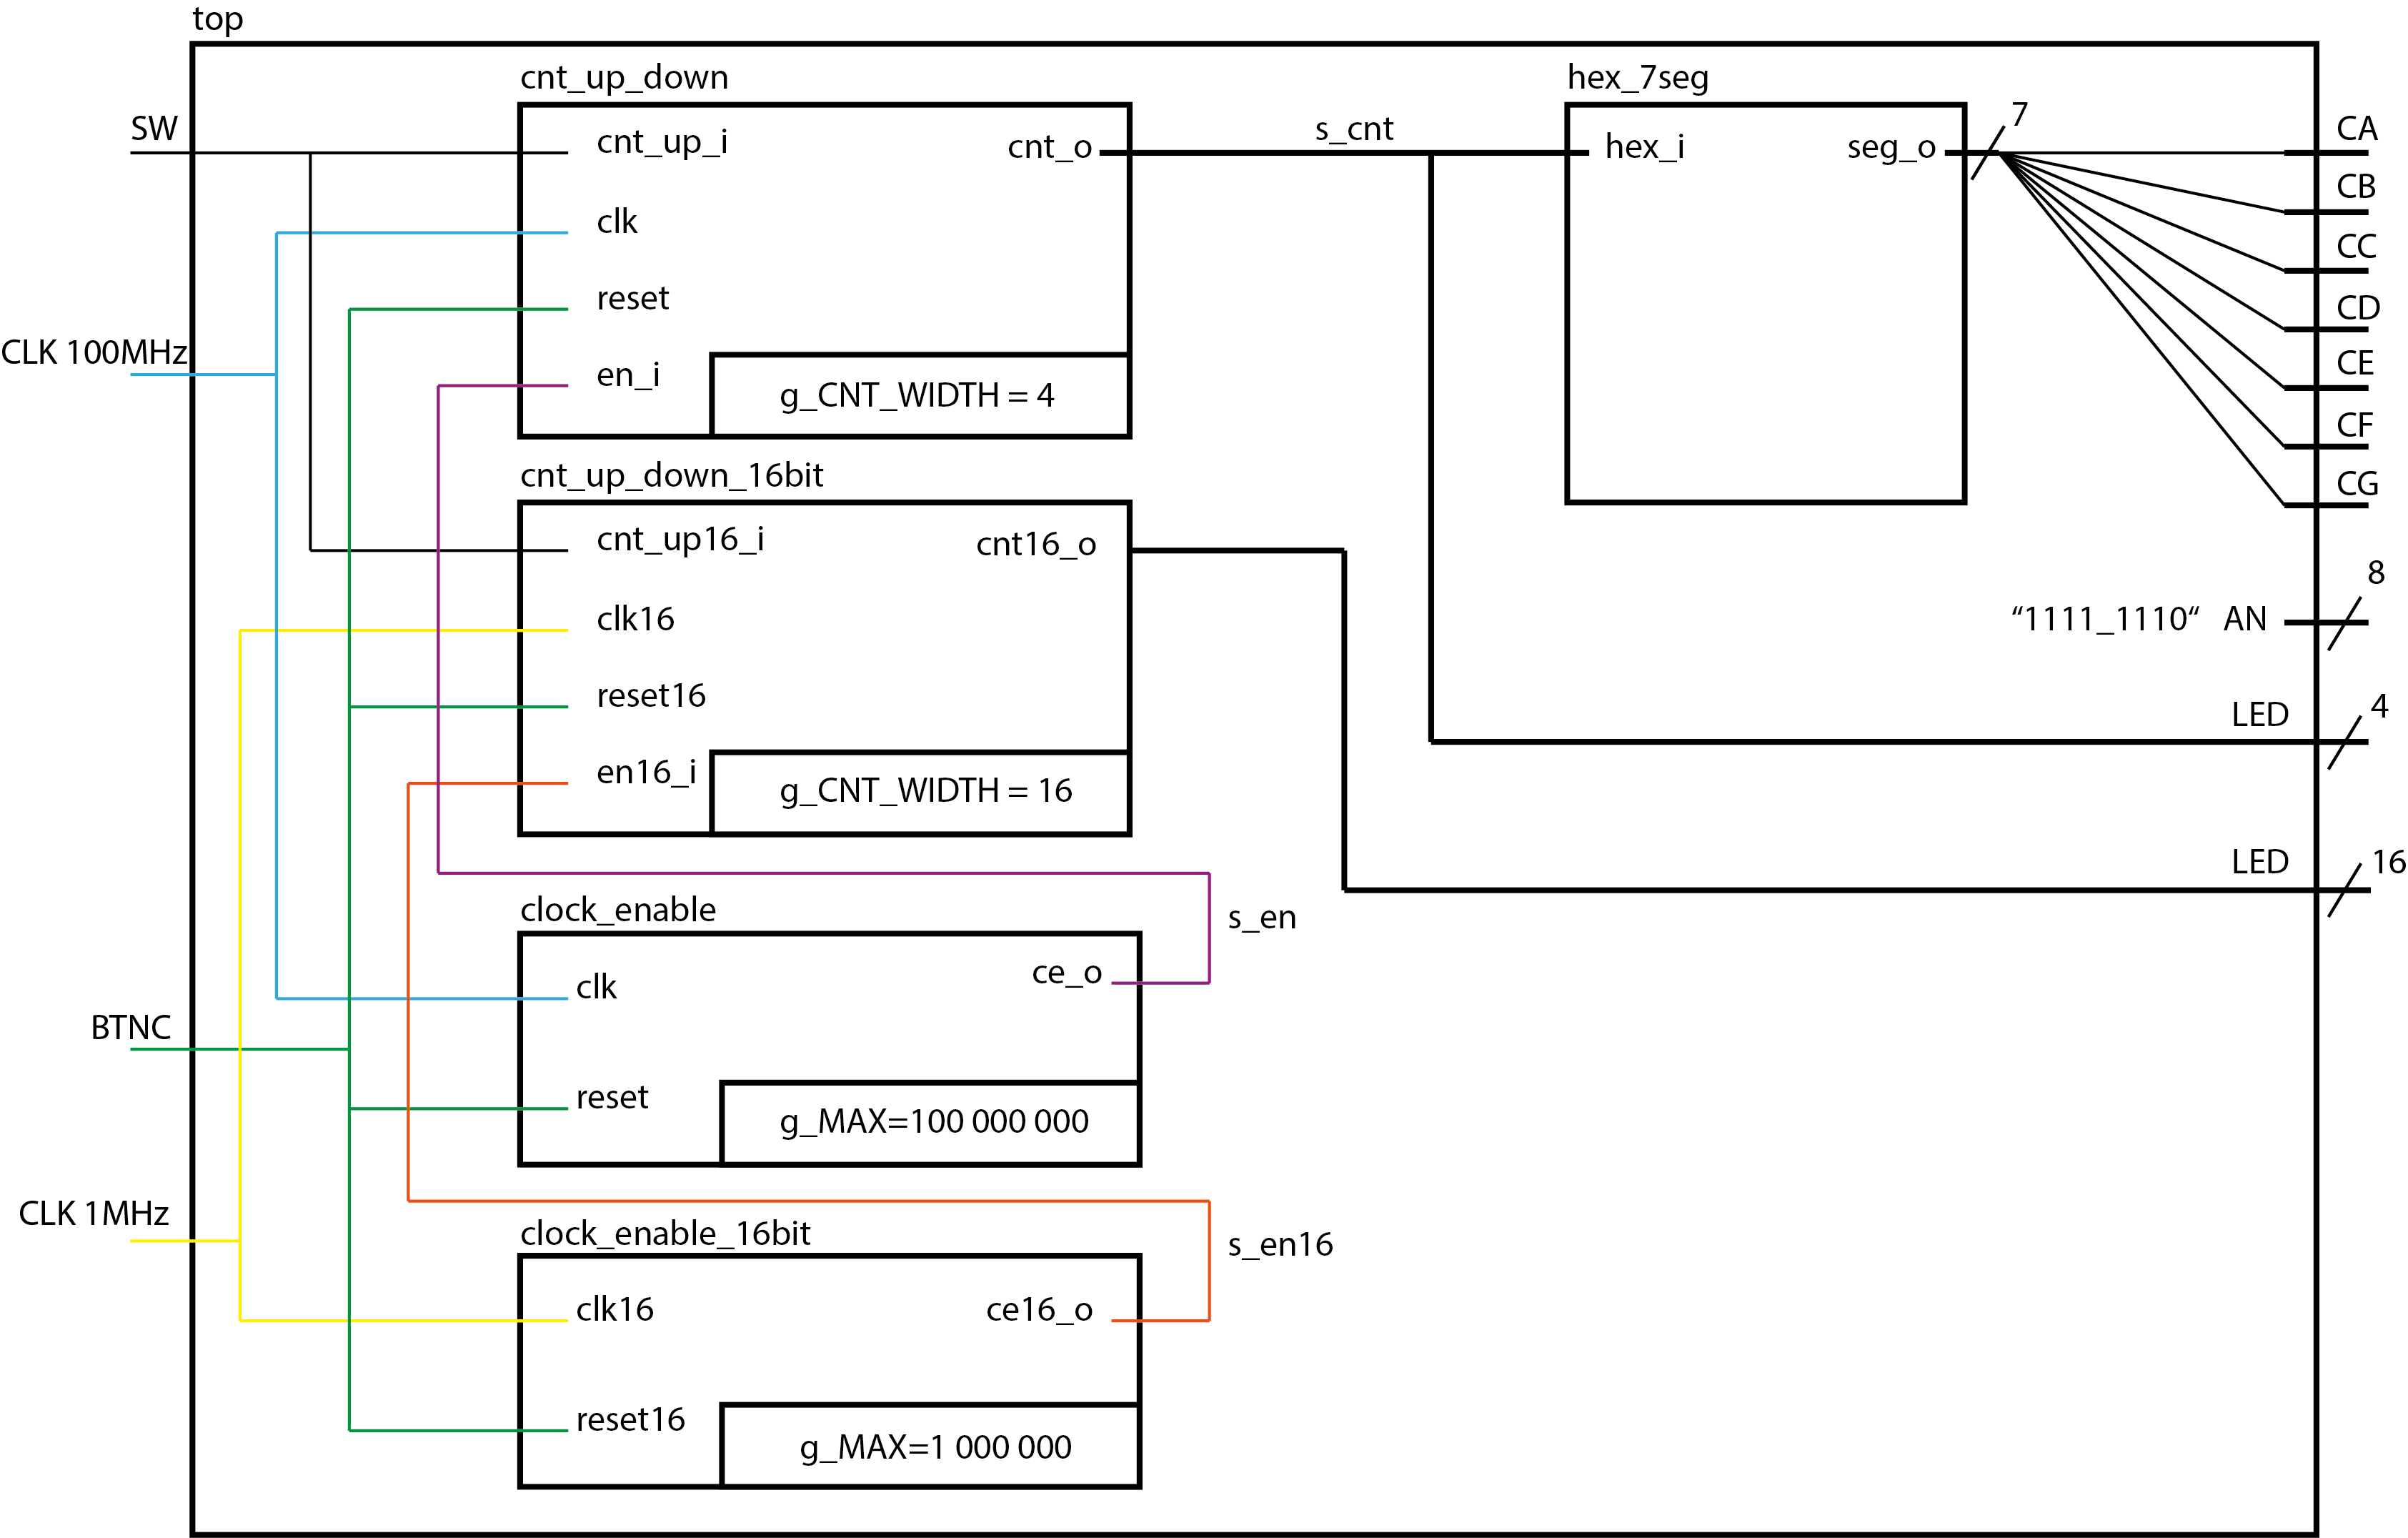 top
cnt_up_down
hex_7seg
SW
cnt_up_i
cnt_o
s_cnt
hex_i
seg_o
7
CA
CB
clk
CC
reset
CD
CLK 100MHz
en_i
g_CNT_WIDTH = 4
CE
CF
cnt_up_down_16bit
CG
cnt_up16_i
cnt16_o
8
clk16
“1111_1110“ AN
reset16
LED
4
en16_i
g_CNT_WIDTH = 16
LED
16
clock_enable
s_en
clk
ce_o
BTNC
reset
g_MAX=100 000 000
CLK 1MHz
clock_enable_16bit
s_en16
clk16
ce16_o
reset16
g_MAX=1 000 000